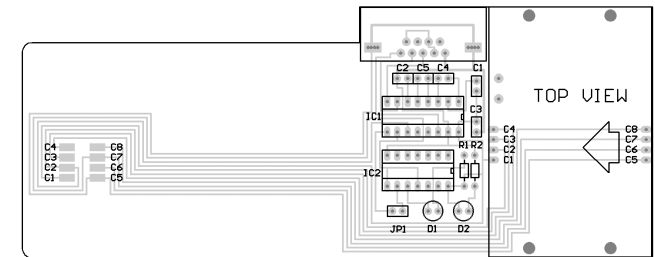 C2 C5 C4 C1
TOP VIEW
IC1
C3
C4
C3
C2
C1
C8
C7
C6
C5
C4
C3
C2
C1
C8
C7
C6
C5
R1 R2
IC2
JP1 D1 D2